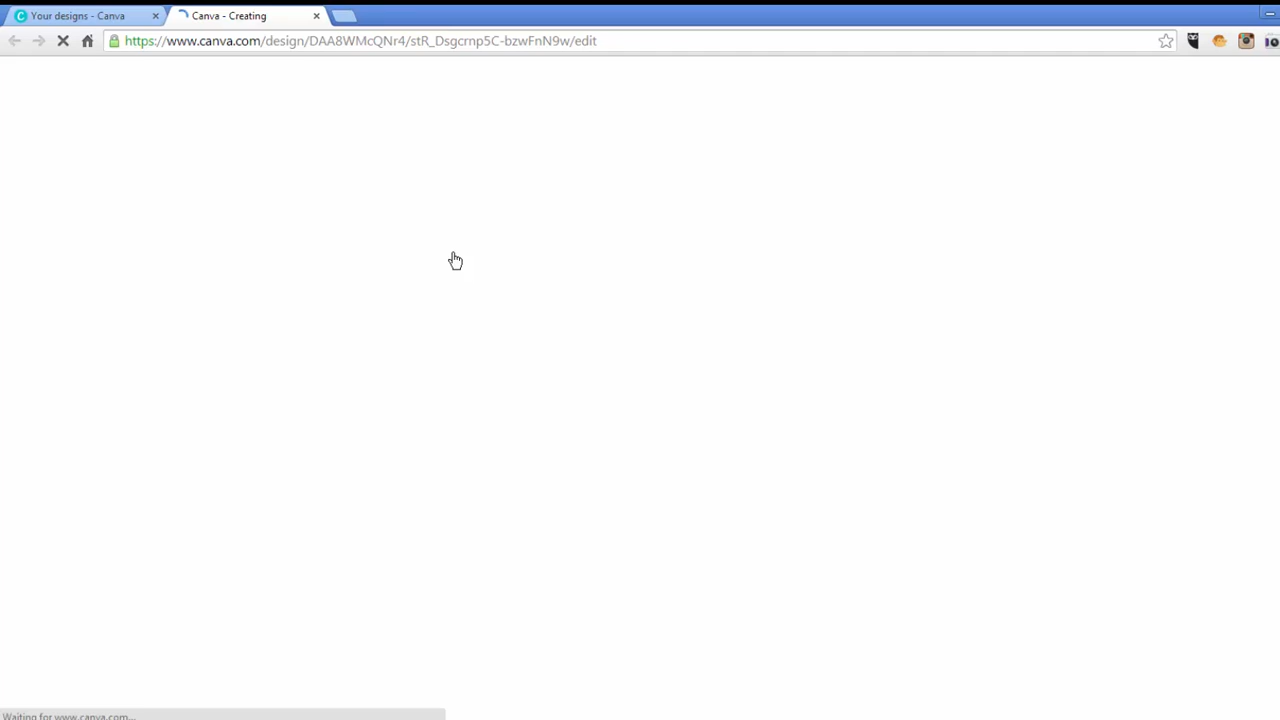 Your designs - Canva
Canva - Creating
https://www.canva.com/design/DAA8WMcQNr4/stR_Dsgcrnp5C-bzwFnN9w/edit
Waiting for www.canva.com...